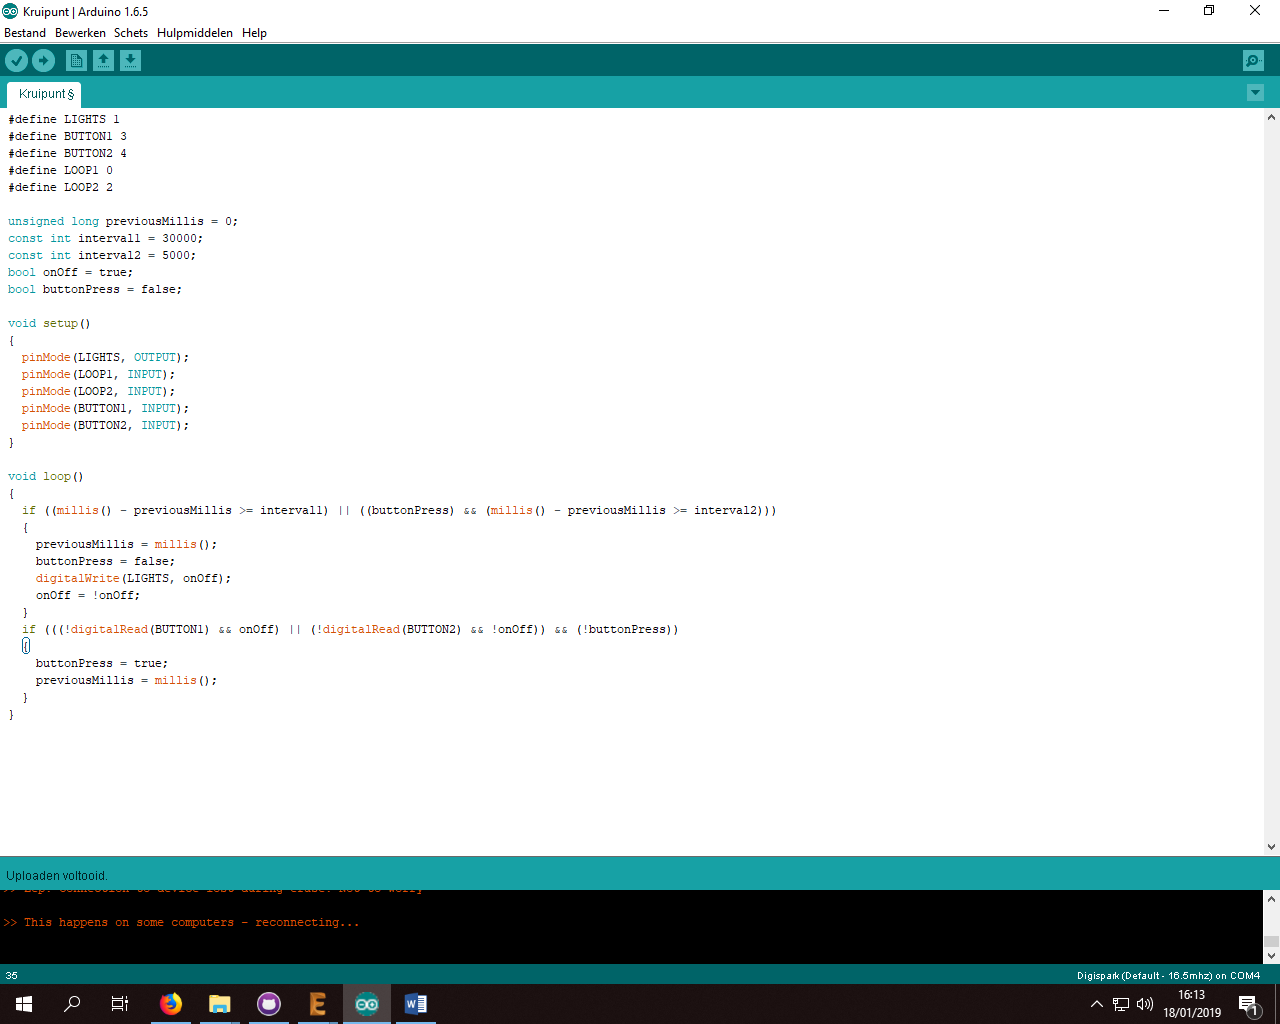 Kruipunt | Arduino 1.6.5
Bestand Bewerken Schets Hulpmiddelen Help
Kruipunt §
#define LIGHTS 1
#define BUTTON1 3
#define BUTTON2 4
#define LOOP1 0
#define LOOP2 2
unsigned long previousMillis = 0;
const int interval1 = 30000;
const int interval2 = 5000;
bool onOff = true;
bool buttonPress = false;
void setup()
{
pinMode(LIGHTS, OUTPUT);
pinMode(LOOP1, INPUT);
pinMode(LOOP2, INPUT);
pinMode(BUTTON1, INPUT);
pinMode(BUTTON2, INPUT);
}
void loop()
{
if ((millis() - previousMillis >= interval1) || ((buttonPress) && (millis() - previousMillis >= interval2)))
{
previousMillis = millis();
buttonPress = false;
digitalWrite(LIGHTS, onOff);
onOff = !onOff;
}
if (((!digitalRead(BUTTON1) && onOff) || (!digitalRead(BUTTON2) && !onOff)) && (!buttonPress))
{
buttonPress = true;
previousMillis = millis();
}
}
Uploaden voltooid.
>> This happens on some computers - reconnecting...
35
Digispark (Default - 16.5mhz) on COM4
16:13
18/01/2019
1